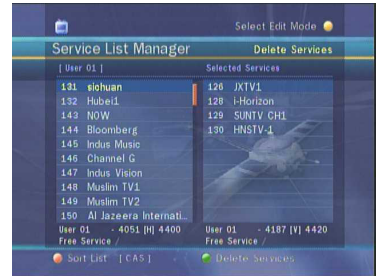 Select Edit Mode
Service List Manager
Delete Services
[ User 01 ]
Selected Services
131 sichuan
132 Hubei1
143 NOW
144 Bloomberg
145 Indus Music
146 Channel G
147 Indus Vision
148 Muslim TV1
149 Muslim TV2
150 Al Jazeera Internati...
126 JXTV1
128 i-Horizon
129 SUNTV CH1
130 HNSTV-1
User 01 - 4051 [H] 4400
Free Service /
User 01 - 4187 [V] 4420
Free Service /
Sort List [CAS]
Delete Services